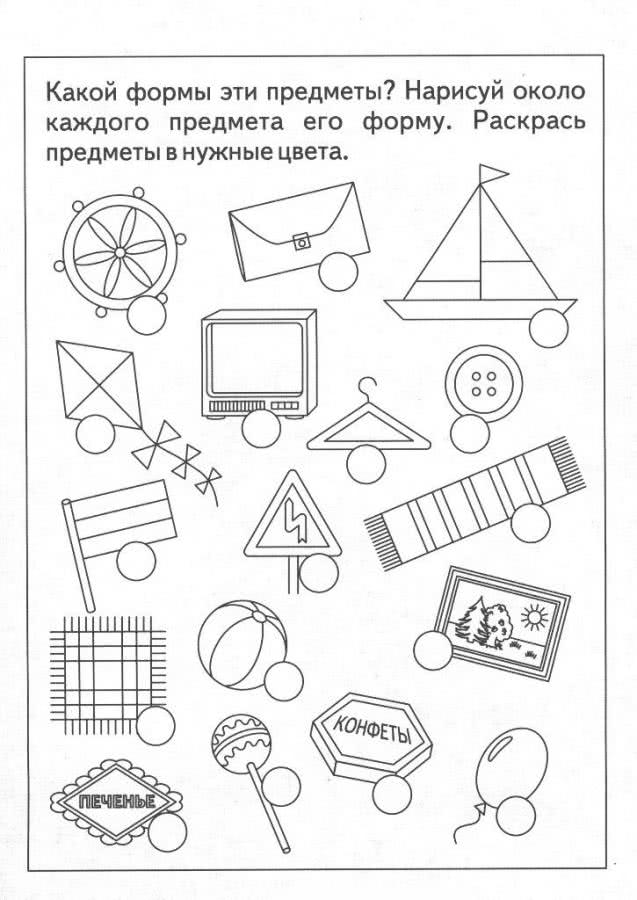 Какой формы эти предметы? Нарисуй около
каждого предмета его форму. Раскрась
предметы в нужные цвета.
КОНФЕТЫ
ПЕЧЕНЬЕ